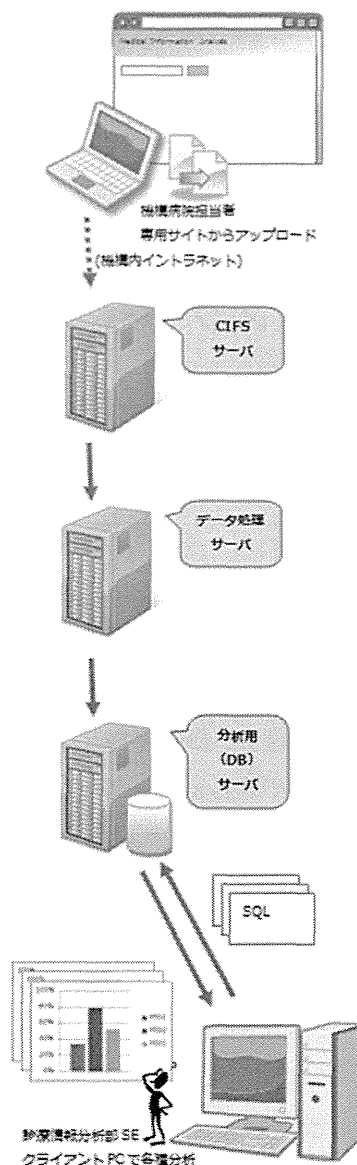 機構病院担当者
専用サイトからアップロード
(機構内イントラネット)
CIFS
サーバ
データ処理
サーバ
分析用
(DB)
サーバ
SQL
診療情報分析部 SE
クライアント PC で各種分析